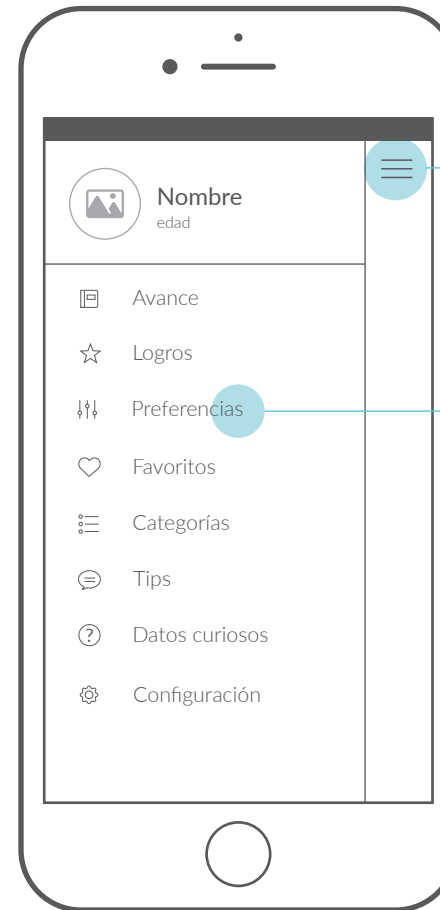 Nombre
edad
Avance
Logros
Preferencias
Favoritos
Categorías
Tips
Datos curiosos
Configuración